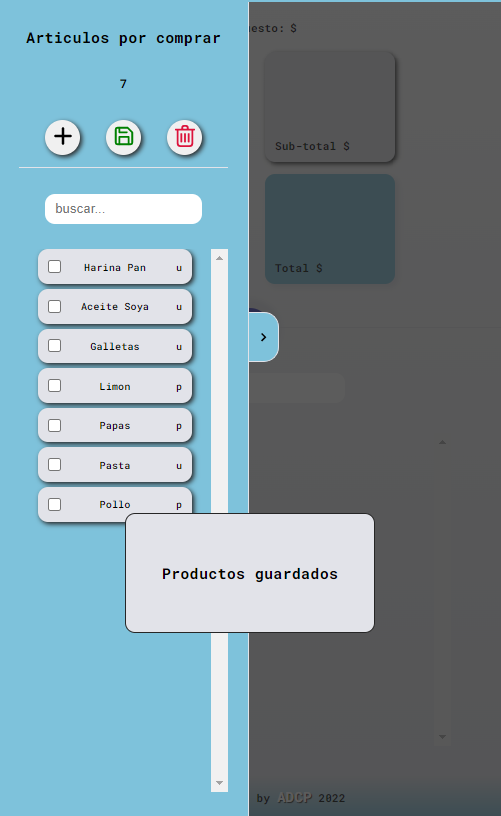 Articulos por comprar
7
buscar...
Harina Pan u
Aceite Soya u
Galletas u
Limon p
Papas p
Pasta u
Pollo p
Productos guardados
esto: $
Sub-total $
Total $
by ADCP 2022